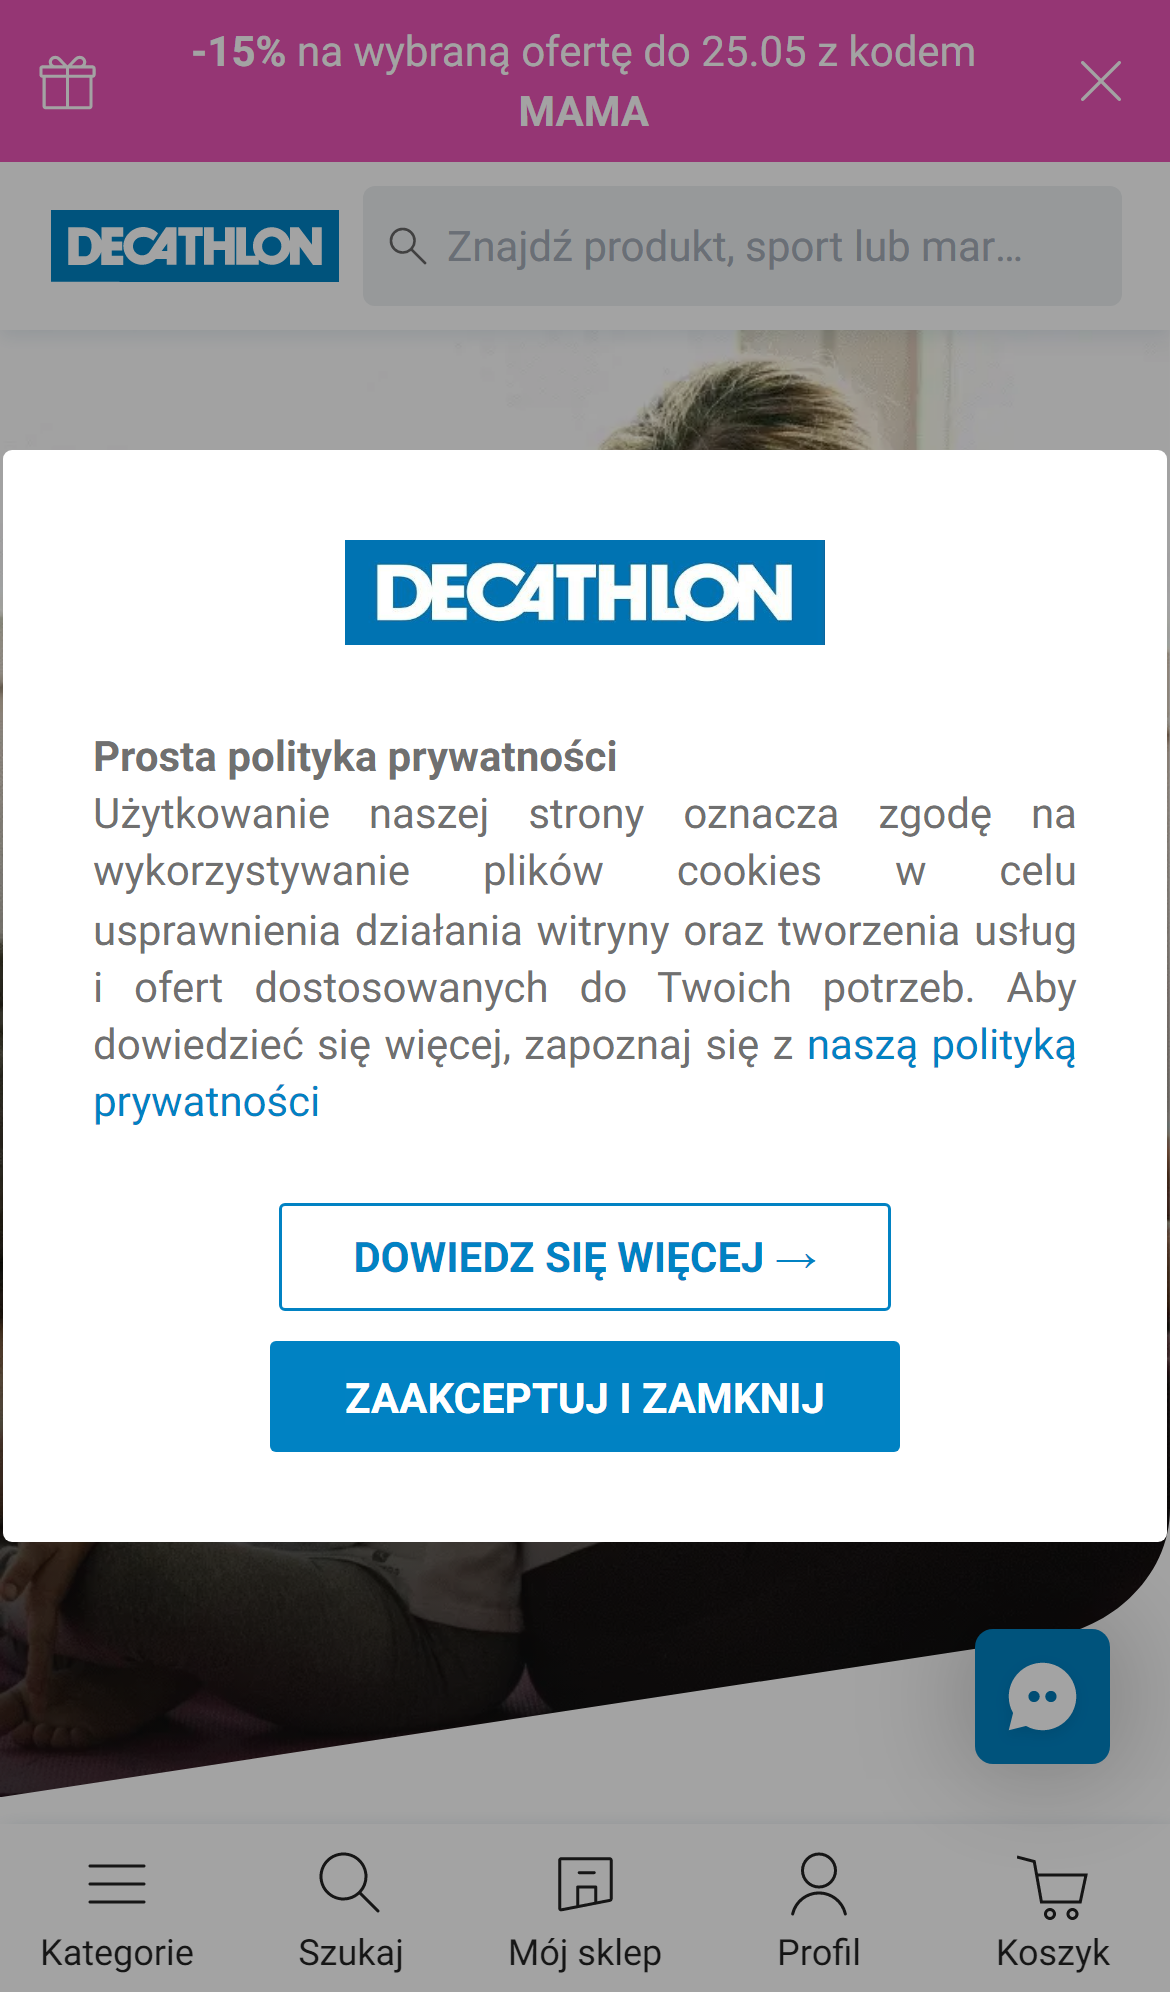 -15% na wybraną ofertę do 25.05 z kodem
MAMA
DECATHLON
Znajdź produkt, sport lub mar...
DECATHLON
Prosta polityka prywatności
Użytkowanie naszej strony oznacza zgodę na
wykorzystywanie plików cookies w celu
usprawnienia działania witryny oraz tworzenia usług
i ofert dostosowanych do Twoich potrzeb. Aby
dowiedzieć się więcej, zapoznaj się z naszą polityką
prywatności
DOWIEDZ SIĘ WIĘCEJ →
ZAAKCEPTUJ I ZAMKNIJ
Kategorie
Szukaj
Mój sklep
Profil
Koszyk